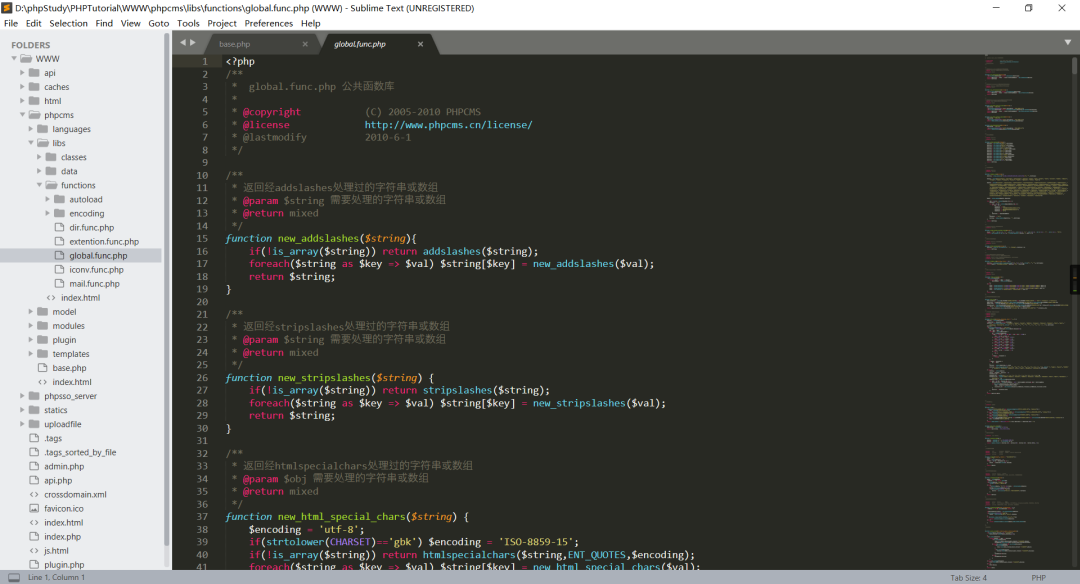 D:\phpStudy\PHPTutorial\WWW\phpcms\libs\functions\global.func.php (WWW) - Sublime Text (UNREGISTERED)
File Edit Selection Find View Goto Tools Project Preferences Help
FOLDERS
WWW
api
caches
html
phpcms
languages
libs
classes
data
functions
autoload
encoding
dir.func.php
extention.func.php
global.func.php
iconv.func.php
mail.func.php
index.html
model
modules
plugin
templates
base.php
index.html
phpsso_server
statics
uploadfile
.tags
.tags_sorted_by_file
admin.php
api.php
crossdomain.xml
favicon.ico
index.html
index.php
js.html
plugin.php
base.php × global.func.php ×
1 <?php
2 /**
3  *  global.func.php 公共函数库
4  *
5  * @copyright (C) 2005-2010 PHPCMS
6  * @license http://www.phpcms.cn/license/
7  * @lastmodify 2010-6-1
8  */
9
10 /**
11  * 返回经addslashes处理过的字符串或数组
12  * @param $string 需要处理的字符串或数组
13  * @return mixed
14  */
15 function new_addslashes($string){
16     if(!is_array($string)) return addslashes($string);
17     foreach($string as $key => $val) $string[$key] = new_addslashes($val);
18     return $string;
19 }
20
21 /**
22  * 返回经stripslashes处理过的字符串或数组
23  * @param $string 需要处理的字符串或数组
24  * @return mixed
25  */
26 function new_stripslashes($string) {
27     if(!is_array($string)) return stripslashes($string);
28     foreach($string as $key => $val) $string[$key] = new_stripslashes($val);
29     return $string;
30 }
31
32 /**
33  * 返回经htmlspecialchars处理过的字符串或数组
34  * @param $obj 需要处理的字符串或数组
35  * @return mixed
36  */
37 function new_html_special_chars($string) {
38     $encoding = 'utf-8';
39     if(strtolower(CHARSET)=='gbk') $encoding = 'ISO-8859-15';
40     if(!is_array($string)) return htmlspecialchars($string,ENT_QUOTES,$encoding);
41     foreach($string as $key => $val) $string[$key] = new_html_special_chars($val);
Line 1, Column 1 Tab Size: 4 PHP